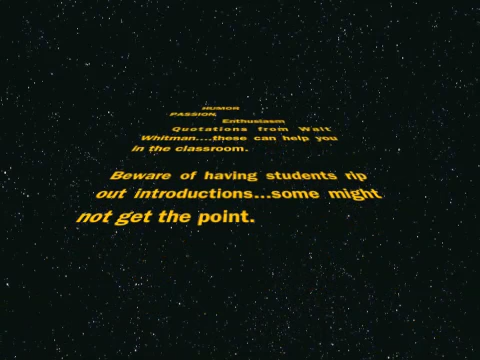 HUMOR
PASSION,
Enthusiasm
Quotations from Walt
Whitman....these can help you
in the classroom.
Beware of having students rip
out introductions...some might
not get the point.